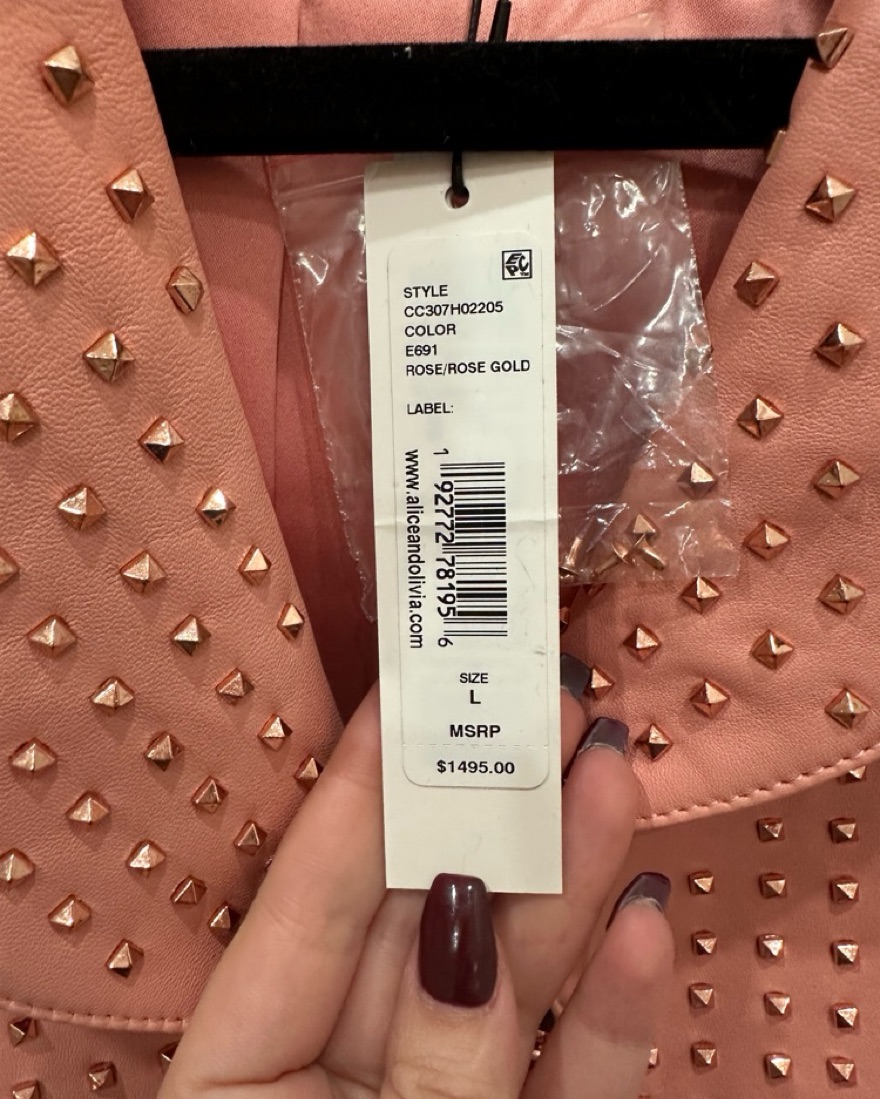 EPC
STYLE
CC307H02205
COLOR
E691
ROSE/ROSE GOLD
LABEL:
1 92772 78195 6
www.aliceandolivia.com
SIZE
L
MSRP
$1495.00